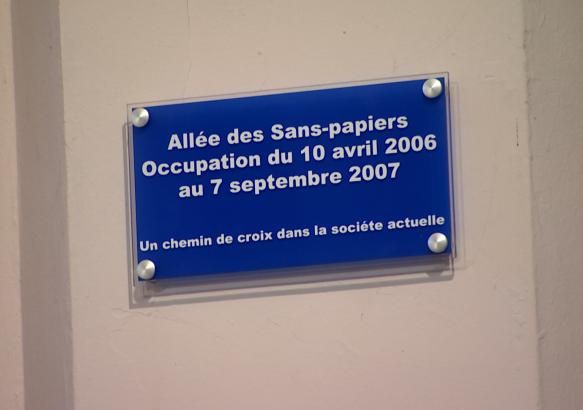 Allée des Sans-papiers
Occupation du 10 avril 2006
au 7 septembre 2007
Un chemin de croix dans la sociéte actuelle